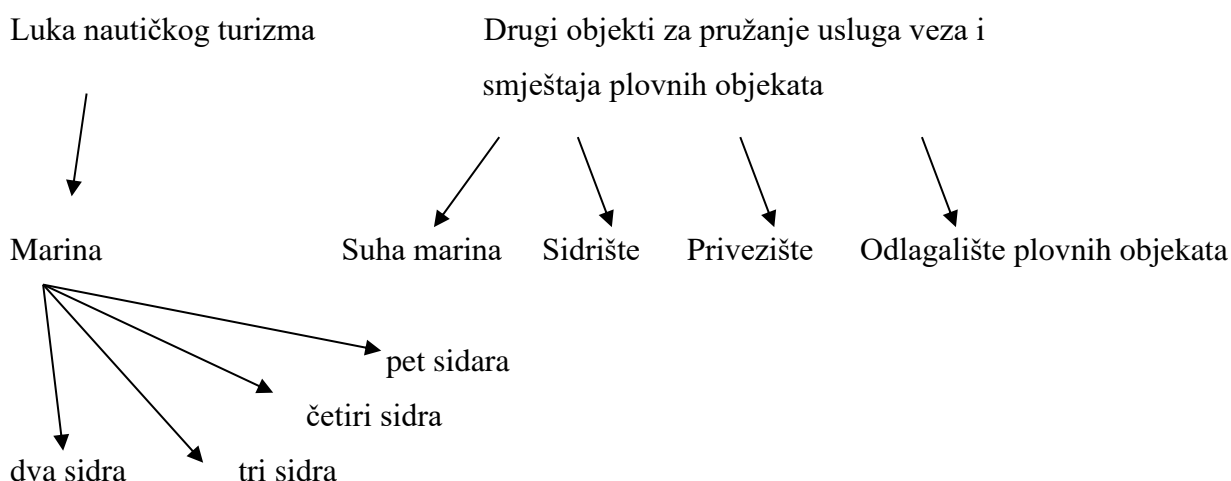 Luka nautičkog turizma
Drugi objekti za pružanje usluga veza i
smještaja plovnih objekata
Marina
Suha marina
Sidrište
Privezište
Odlagalište plovnih objekata
pet sidara
četiri sidra
dva sidra
tri sidra